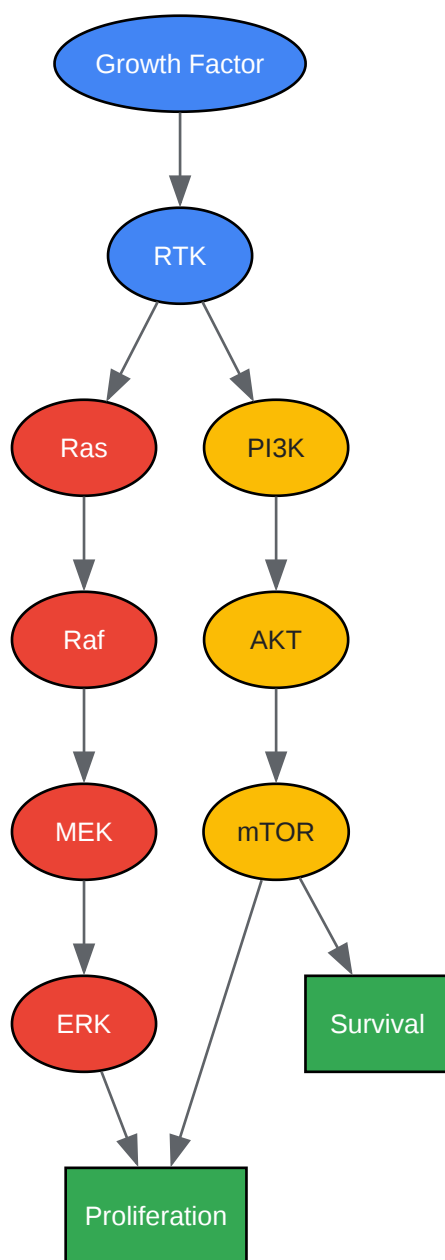 Growth Factor
RTK
Ras
PI3K
Raf
AKT
MEK
mTOR
ERK
Survival
Proliferation